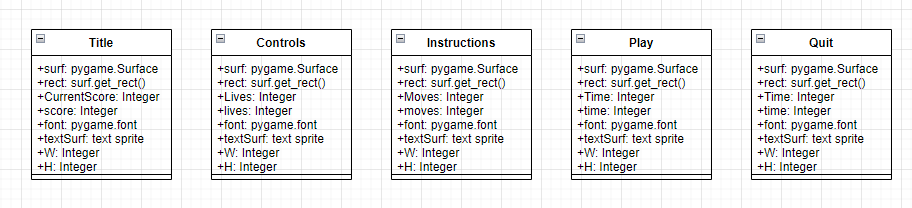 Title
+surf: pygame.Surface
+rect: surf.get_rect()
+CurrentScore: Integer
+score: Integer
+font: pygame.font
+textSurf: text sprite
+W: Integer
+H: Integer
Controls
+surf: pygame.Surface
+rect: surf.get_rect()
+Lives: Integer
+lives: Integer
+font: pygame.font
+textSurf: text sprite
+W: Integer
+H: Integer
Instructions
+surf: pygame.Surface
+rect: surf.get_rect()
+Moves: Integer
+moves: Integer
+font: pygame.font
+textSurf: text sprite
+W: Integer
+H: Integer
Play
+surf: pygame.Surface
+rect: surf.get_rect()
+Time: Integer
+time: Integer
+font: pygame.font
+textSurf: text sprite
+W: Integer
+H: Integer
Quit
+surf: pygame.Surface
+rect: surf.get_rect()
+Time: Integer
+time: Integer
+font: pygame.font
+textSurf: text sprite
+W: Integer
+H: Integer